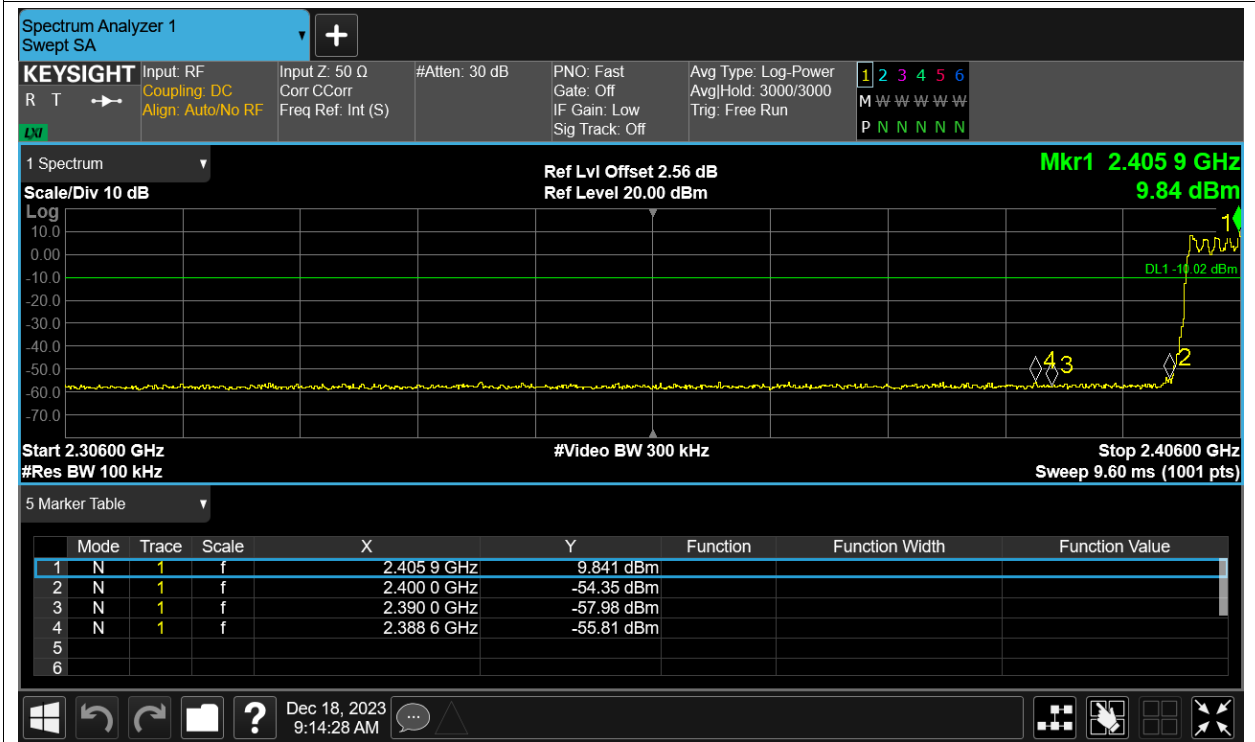 Spectrum Analyzer 1
Swept SA
+
KEYSIGHT Input: RF Input Z: 50 Ω #Atten: 30 dB PNO: Fast Avg Type: Log-Power 1 2 3 4 5 6
R T Coupling: DC Corr CCorr Gate: Off Avg|Hold: 3000/3000 M W W W W W
Align: Auto/No RF Freq Ref: Int (S) IF Gain: Low Trig: Free Run
LXI Sig Track: Off P N N N N N
1 Spectrum Ref Lvl Offset 2.56 dB Mkr1 2.405 9 GHz
Scale/Div 10 dB Ref Level 20.00 dBm 9.84 dBm
Log
1
10.0
0.00
DL1 -10.02 dBm
-10.0
-20.0
-30.0
-40.0
4 3 2
-50.0
-60.0
-70.0
Start 2.30600 GHz #Video BW 300 kHz Stop 2.40600 GHz
#Res BW 100 kHz Sweep 9.60 ms (1001 pts)
5 Marker Table
Mode Trace Scale X Y Function Function Width Function Value
1 N 1 f 2.405 9 GHz 9.841 dBm
2 N 1 f 2.400 0 GHz -54.35 dBm
3 N 1 f 2.390 0 GHz -57.98 dBm
4 N 1 f 2.388 6 GHz -55.81 dBm
5
6
? Dec 18, 2023
9:14:28 AM